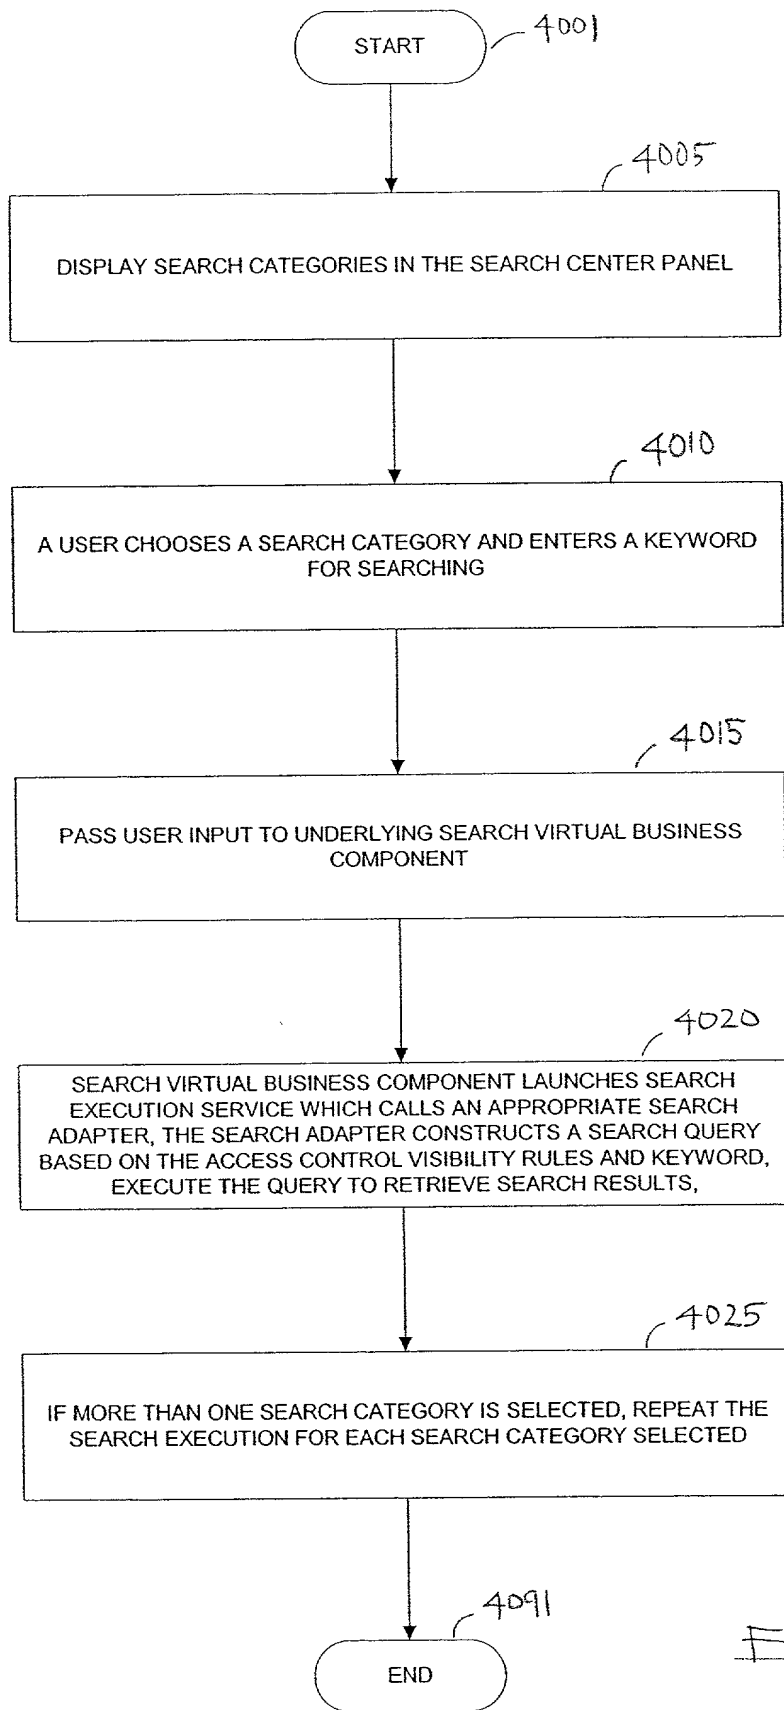 START
4001
4005
DISPLAY SEARCH CATEGORIES IN THE SEARCH CENTER PANEL
4010
A USER CHOOSES A SEARCH CATEGORY AND ENTERS A KEYWORD
FOR SEARCHING
4015
PASS USER INPUT TO UNDERLYING SEARCH VIRTUAL BUSINESS
COMPONENT
4020
SEARCH VIRTUAL BUSINESS COMPONENT LAUNCHES SEARCH
EXECUTION SERVICE WHICH CALLS AN APPROPRIATE SEARCH
ADAPTER, THE SEARCH ADAPTER CONSTRUCTS A SEARCH QUERY
BASED ON THE ACCESS CONTROL VISIBILITY RULES AND KEYWORD,
EXECUTE THE QUERY TO RETRIEVE SEARCH RESULTS,
4025
IF MORE THAN ONE SEARCH CATEGORY IS SELECTED, REPEAT THE
SEARCH EXECUTION FOR EACH SEARCH CATEGORY SELECTED
4091
END